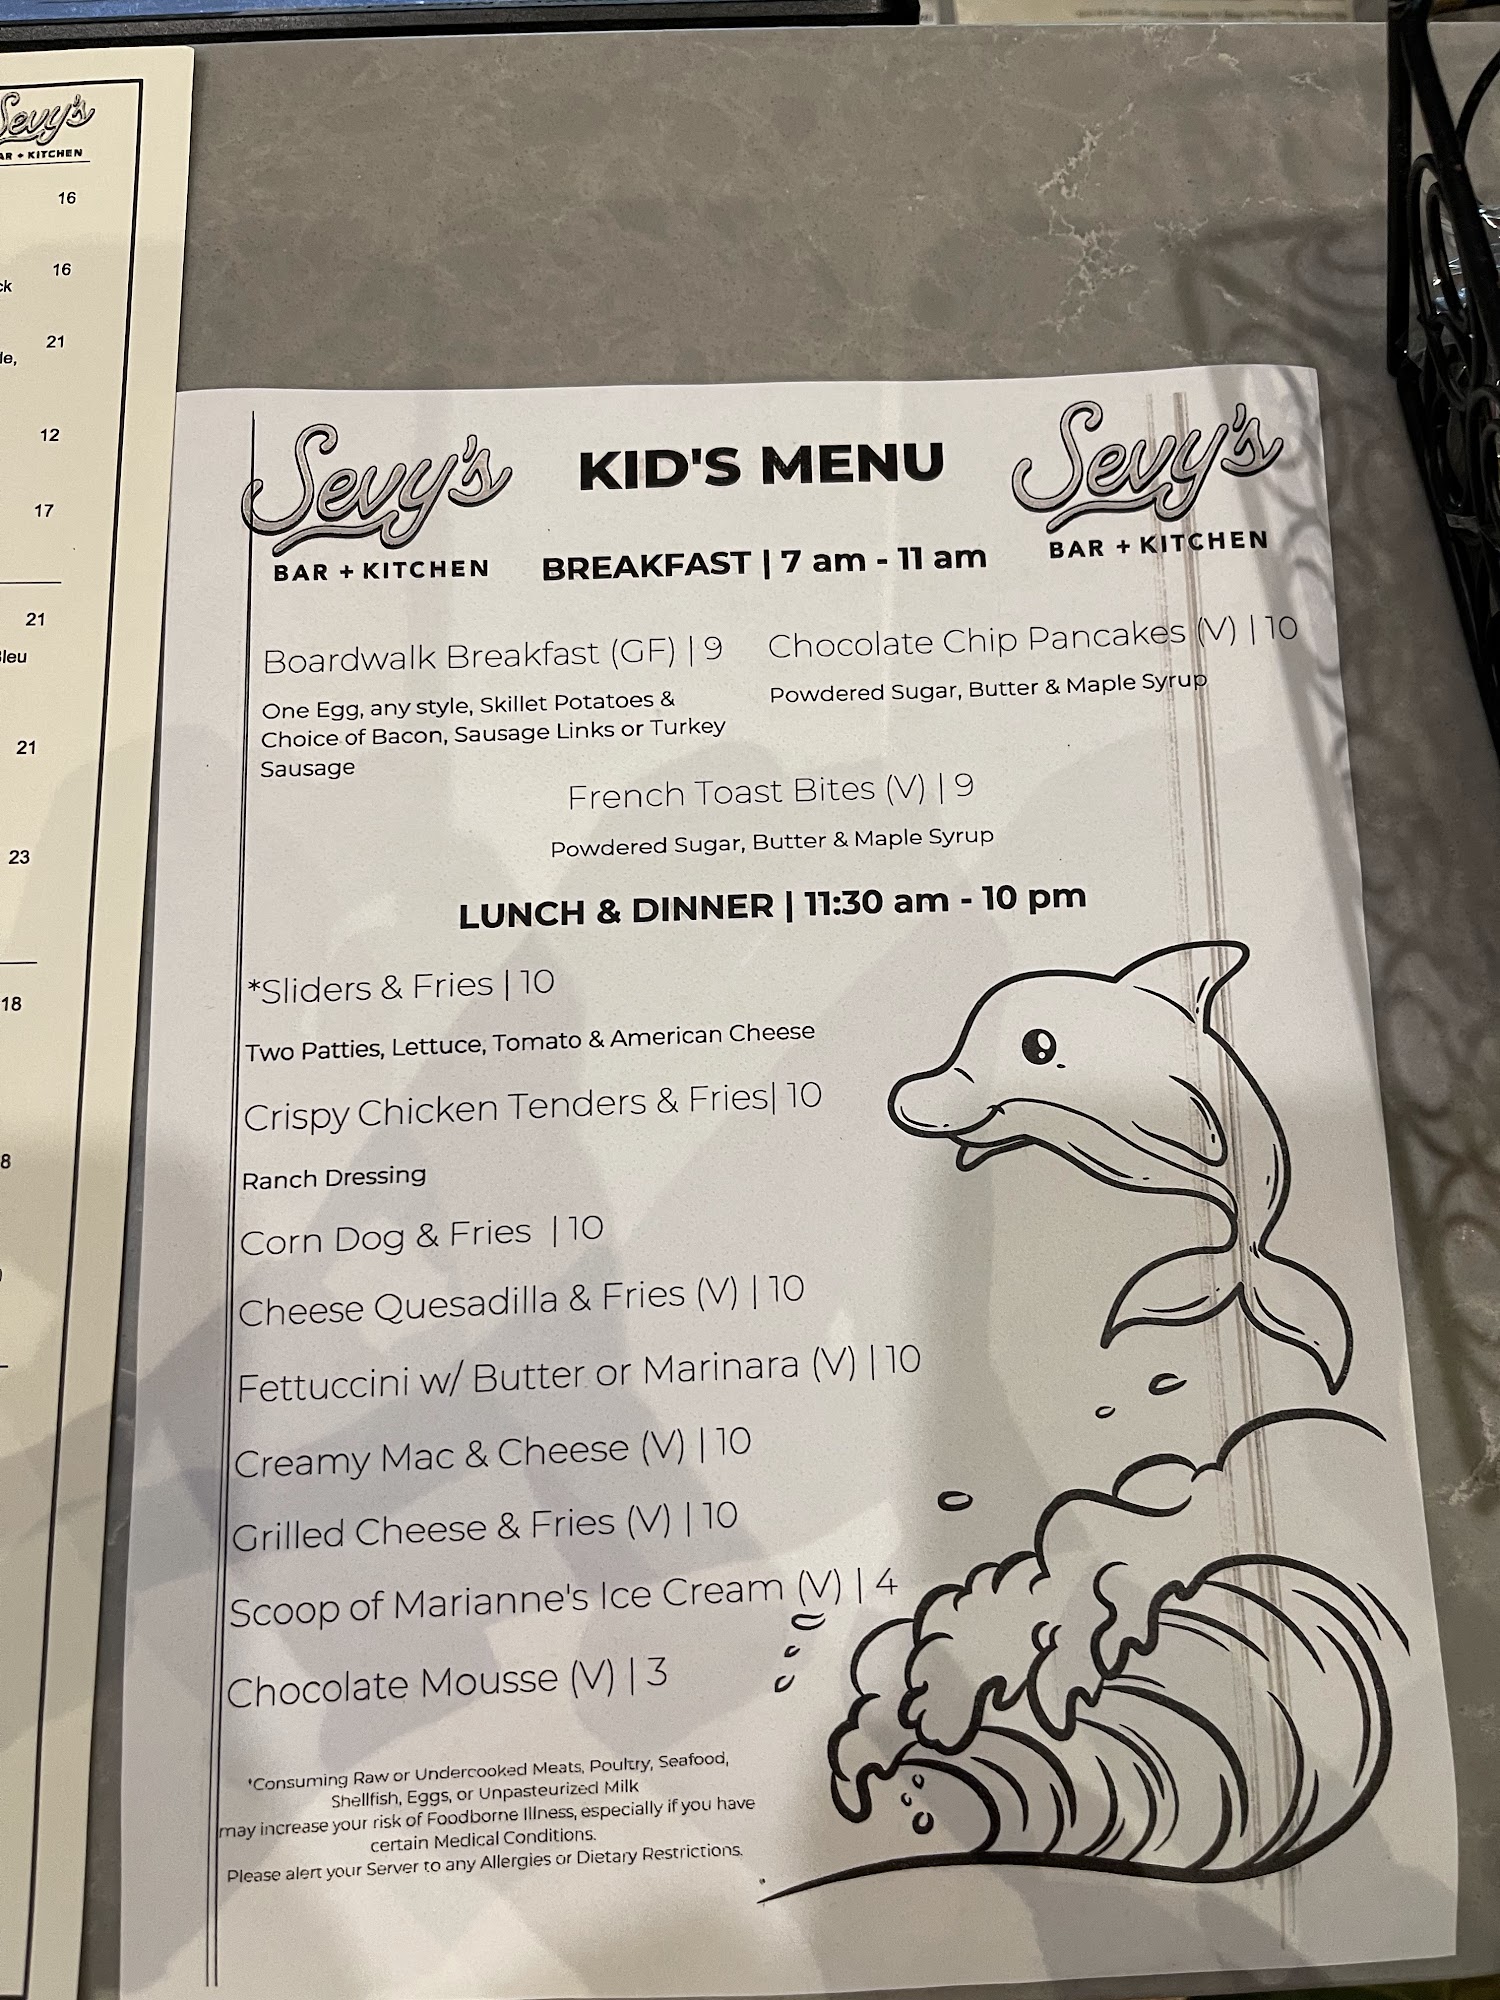 Sevy's
BAR + KITCHEN
16
16
21
12
17
21
21
23
18
Sevy's
BAR + KITCHEN
KID'S MENU
Sevy's
BAR + KITCHEN
BREAKFAST | 7 am - 11 am
Boardwalk Breakfast (GF) | 9
One Egg, any style, Skillet Potatoes &
Choice of Bacon, Sausage Links or Turkey
Sausage
Chocolate Chip Pancakes (V) | 10
Powdered Sugar, Butter & Maple Syrup
French Toast Bites (V) | 9
Powdered Sugar, Butter & Maple Syrup
LUNCH & DINNER | 11:30 am - 10 pm
*Sliders & Fries | 10
Two Patties, Lettuce, Tomato & American Cheese
Crispy Chicken Tenders & Fries| 10
Ranch Dressing
Corn Dog & Fries | 10
Cheese Quesadilla & Fries (V) | 10
Fettuccini w/ Butter or Marinara (V) | 10
Creamy Mac & Cheese (V) | 10
Grilled Cheese & Fries (V) | 10
Scoop of Marianne's Ice Cream (V) | 4
Chocolate Mousse (V) | 3
*Consuming Raw or Undercooked Meats, Poultry, Seafood,
Shellfish, Eggs, or Unpasteurized Milk
may increase your risk of Foodborne Illness, especially if you have
certain Medical Conditions.
Please alert your Server to any Allergies or Dietary Restrictions.